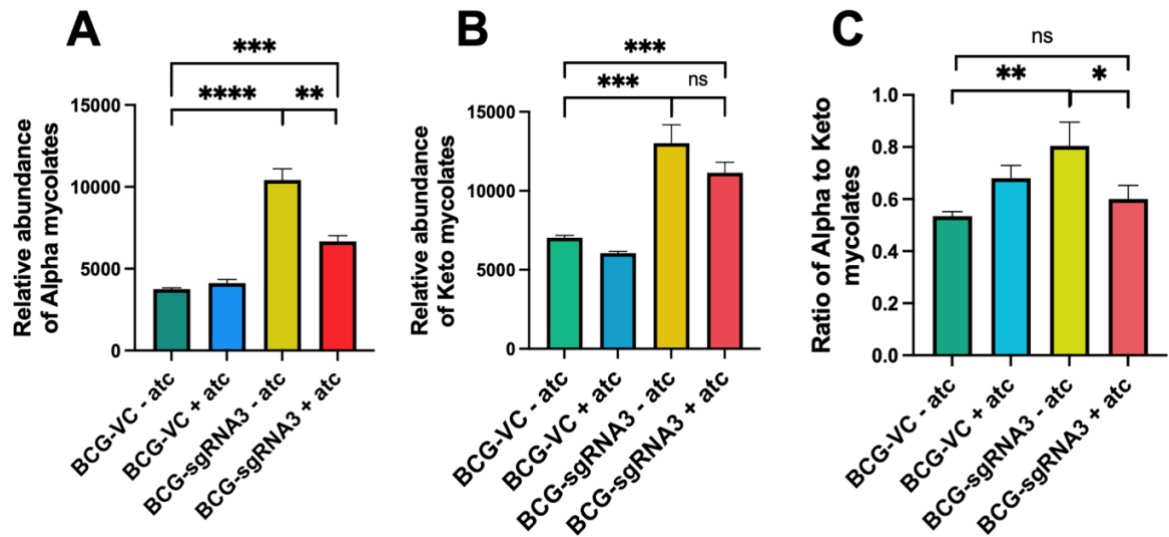 A
***
****
**
15000
10000
5000
0
Relative abundance
of Alpha mycolates
BCG-VC - atc
BCG-VC + atc
BCG-sgRNA3 - atc
BCG-sgRNA3 + atc
B
***
***
ns
15000
10000
5000
0
Relative abundance
of Keto mycolates
BCG-VC - atc
BCG-VC + atc
BCG-sgRNA3 - atc
BCG-sgRNA3 + atc
C
ns
**
*
1.0
0.8
0.6
0.4
0.2
0.0
Ratio of Alpha to Keto
mycolates
BCG-VC - atc
BCG-VC + atc
BCG-sgRNA3 - atc
BCG-sgRNA3 + atc